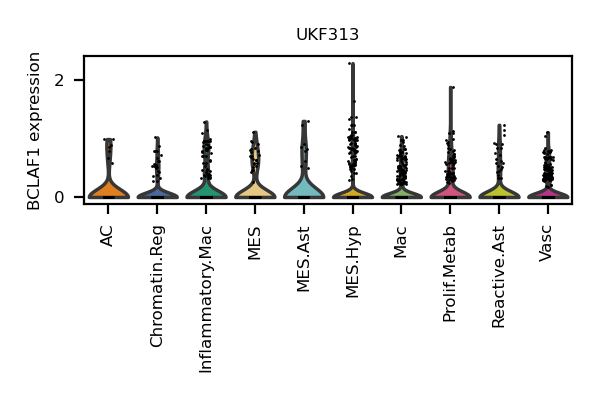 UKF313
BCLAF1 expression
2
0
AC
Chromatin.Reg
Inflammatory.Mac
MES
MES.Ast
MES.Hyp
Mac
Prolif.Metab
Reactive.Ast
Vasc